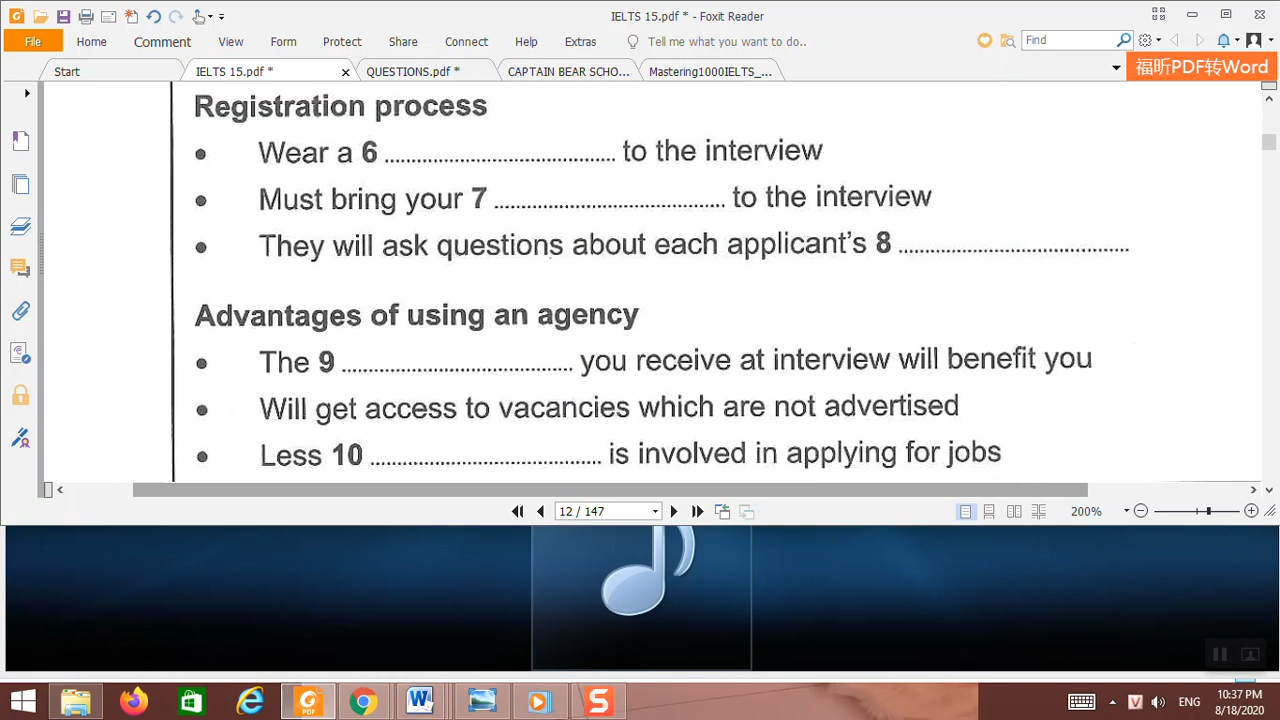 IELTS 15.pdf * - Foxit Reader
File Home Comment View Form Protect Share Connect Help Extras Tell me what you want to do.. Find
Start IELTS 15.pdf * QUESTIONS.pdf * CAPTAIN BEAR SCHO... Mastering1000IELTS_...
福昕PDF转Word
Registration process
• Wear a 6 ........................................... to the interview
• Must bring your 7 ........................................... to the interview
• They will ask questions about each applicant's 8 ...........................................
Advantages of using an agency
• The 9 ........................................... you receive at interview will benefit you
• Will get access to vacancies which are not advertised
• Less 10 ........................................... is involved in applying for jobs
12 / 147 200%
PDF W S V ENG
10:37 PM
8/18/2020